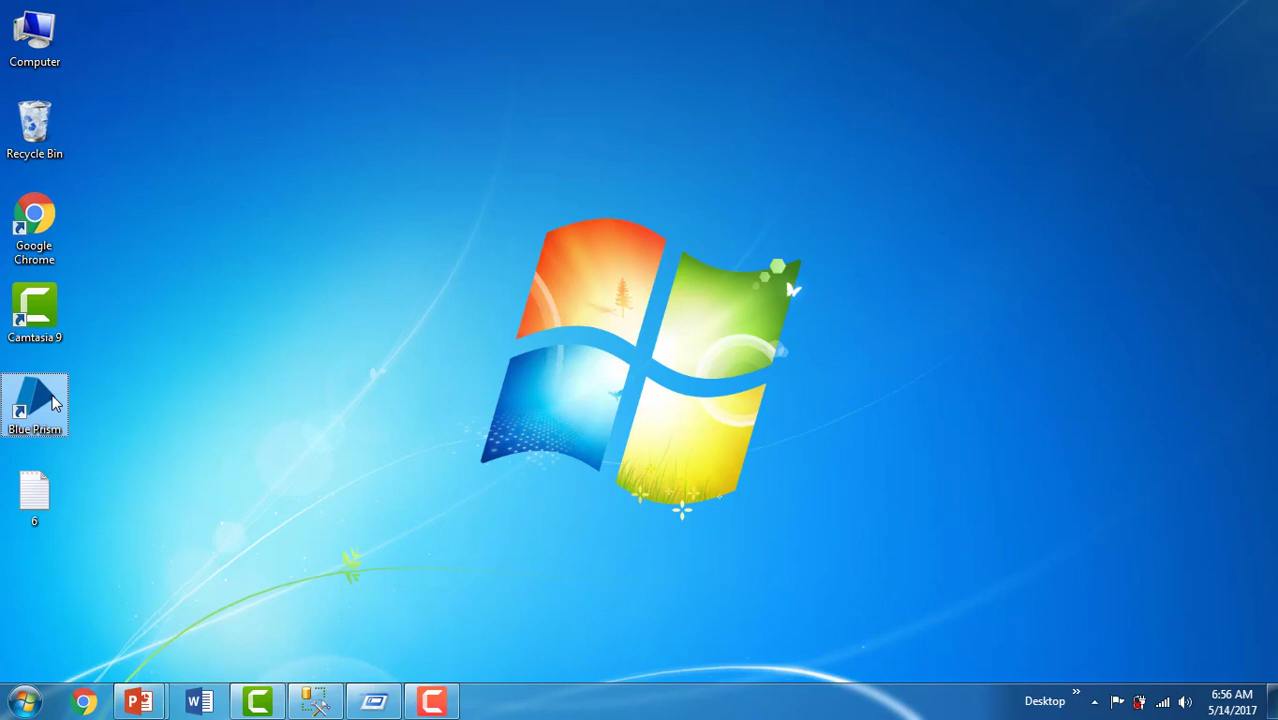 Computer
Recycle Bin
Google
Chrome
Camtasia 9
Blue Prism
6
Desktop
6:56 AM
5/14/2017